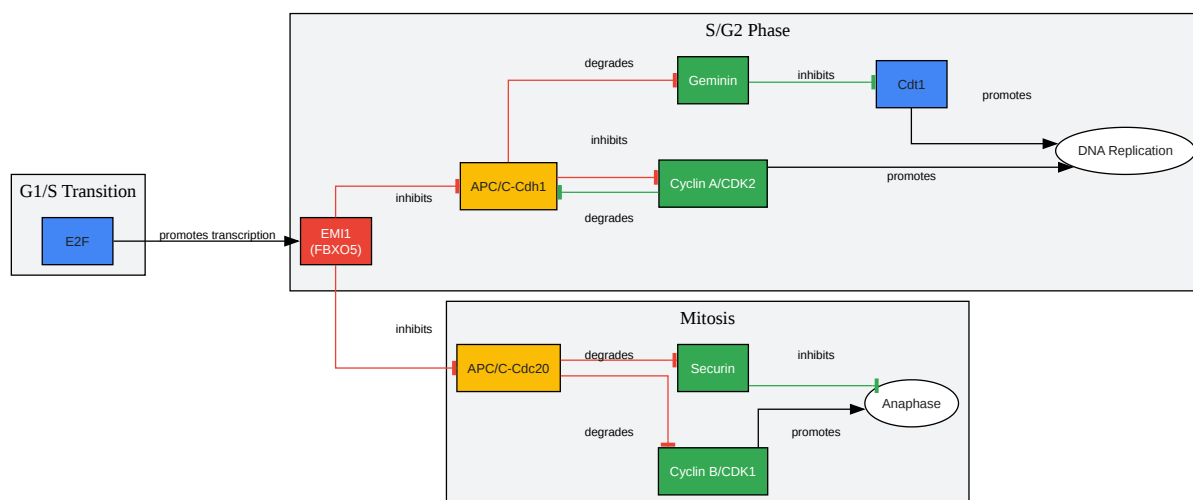 S/G2 Phase
degrades
Geminin
inhibits
Cdt1
promotes
inhibits
DNA Replication
APC/C-Cdh1
Cyclin A/CDK2
promotes
G1/S Transition
inhibits
degrades
E2F
promotes transcription
EMI1
(FBXO5)
Mitosis
inhibits
APC/C-Cdc20
degrades
Securin
inhibits
Anaphase
degrades
promotes
Cyclin B/CDK1